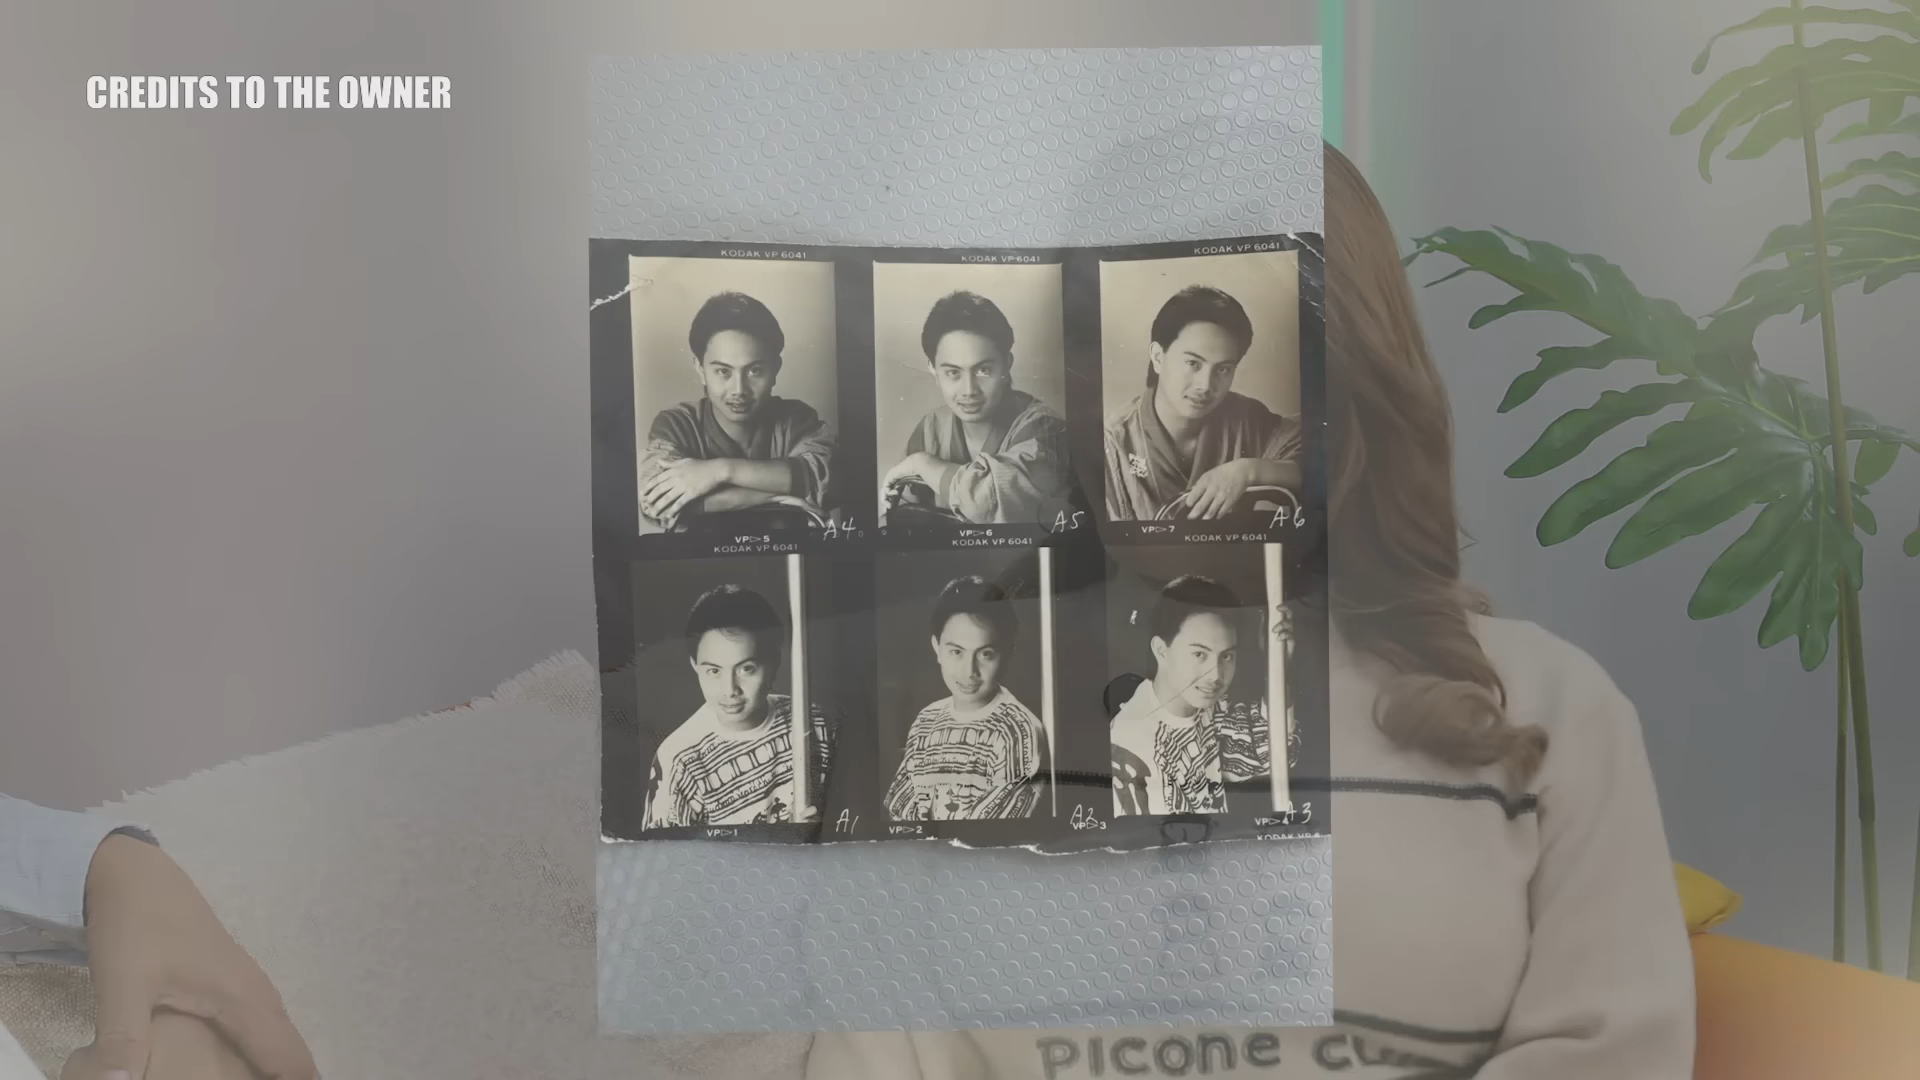 CREDITS TO THE OWNER
KODAK VP 6041
KODAK VP 6041
KODAK VP 6041
VP▷5
A4
VP▷6
A5
VP▷7
A6
KODAK VP 6041
KODAK VP 6041
KODAK VP 6041
VP▷1
A1
VP▷2
A2
VP▷3
A3
PICONE